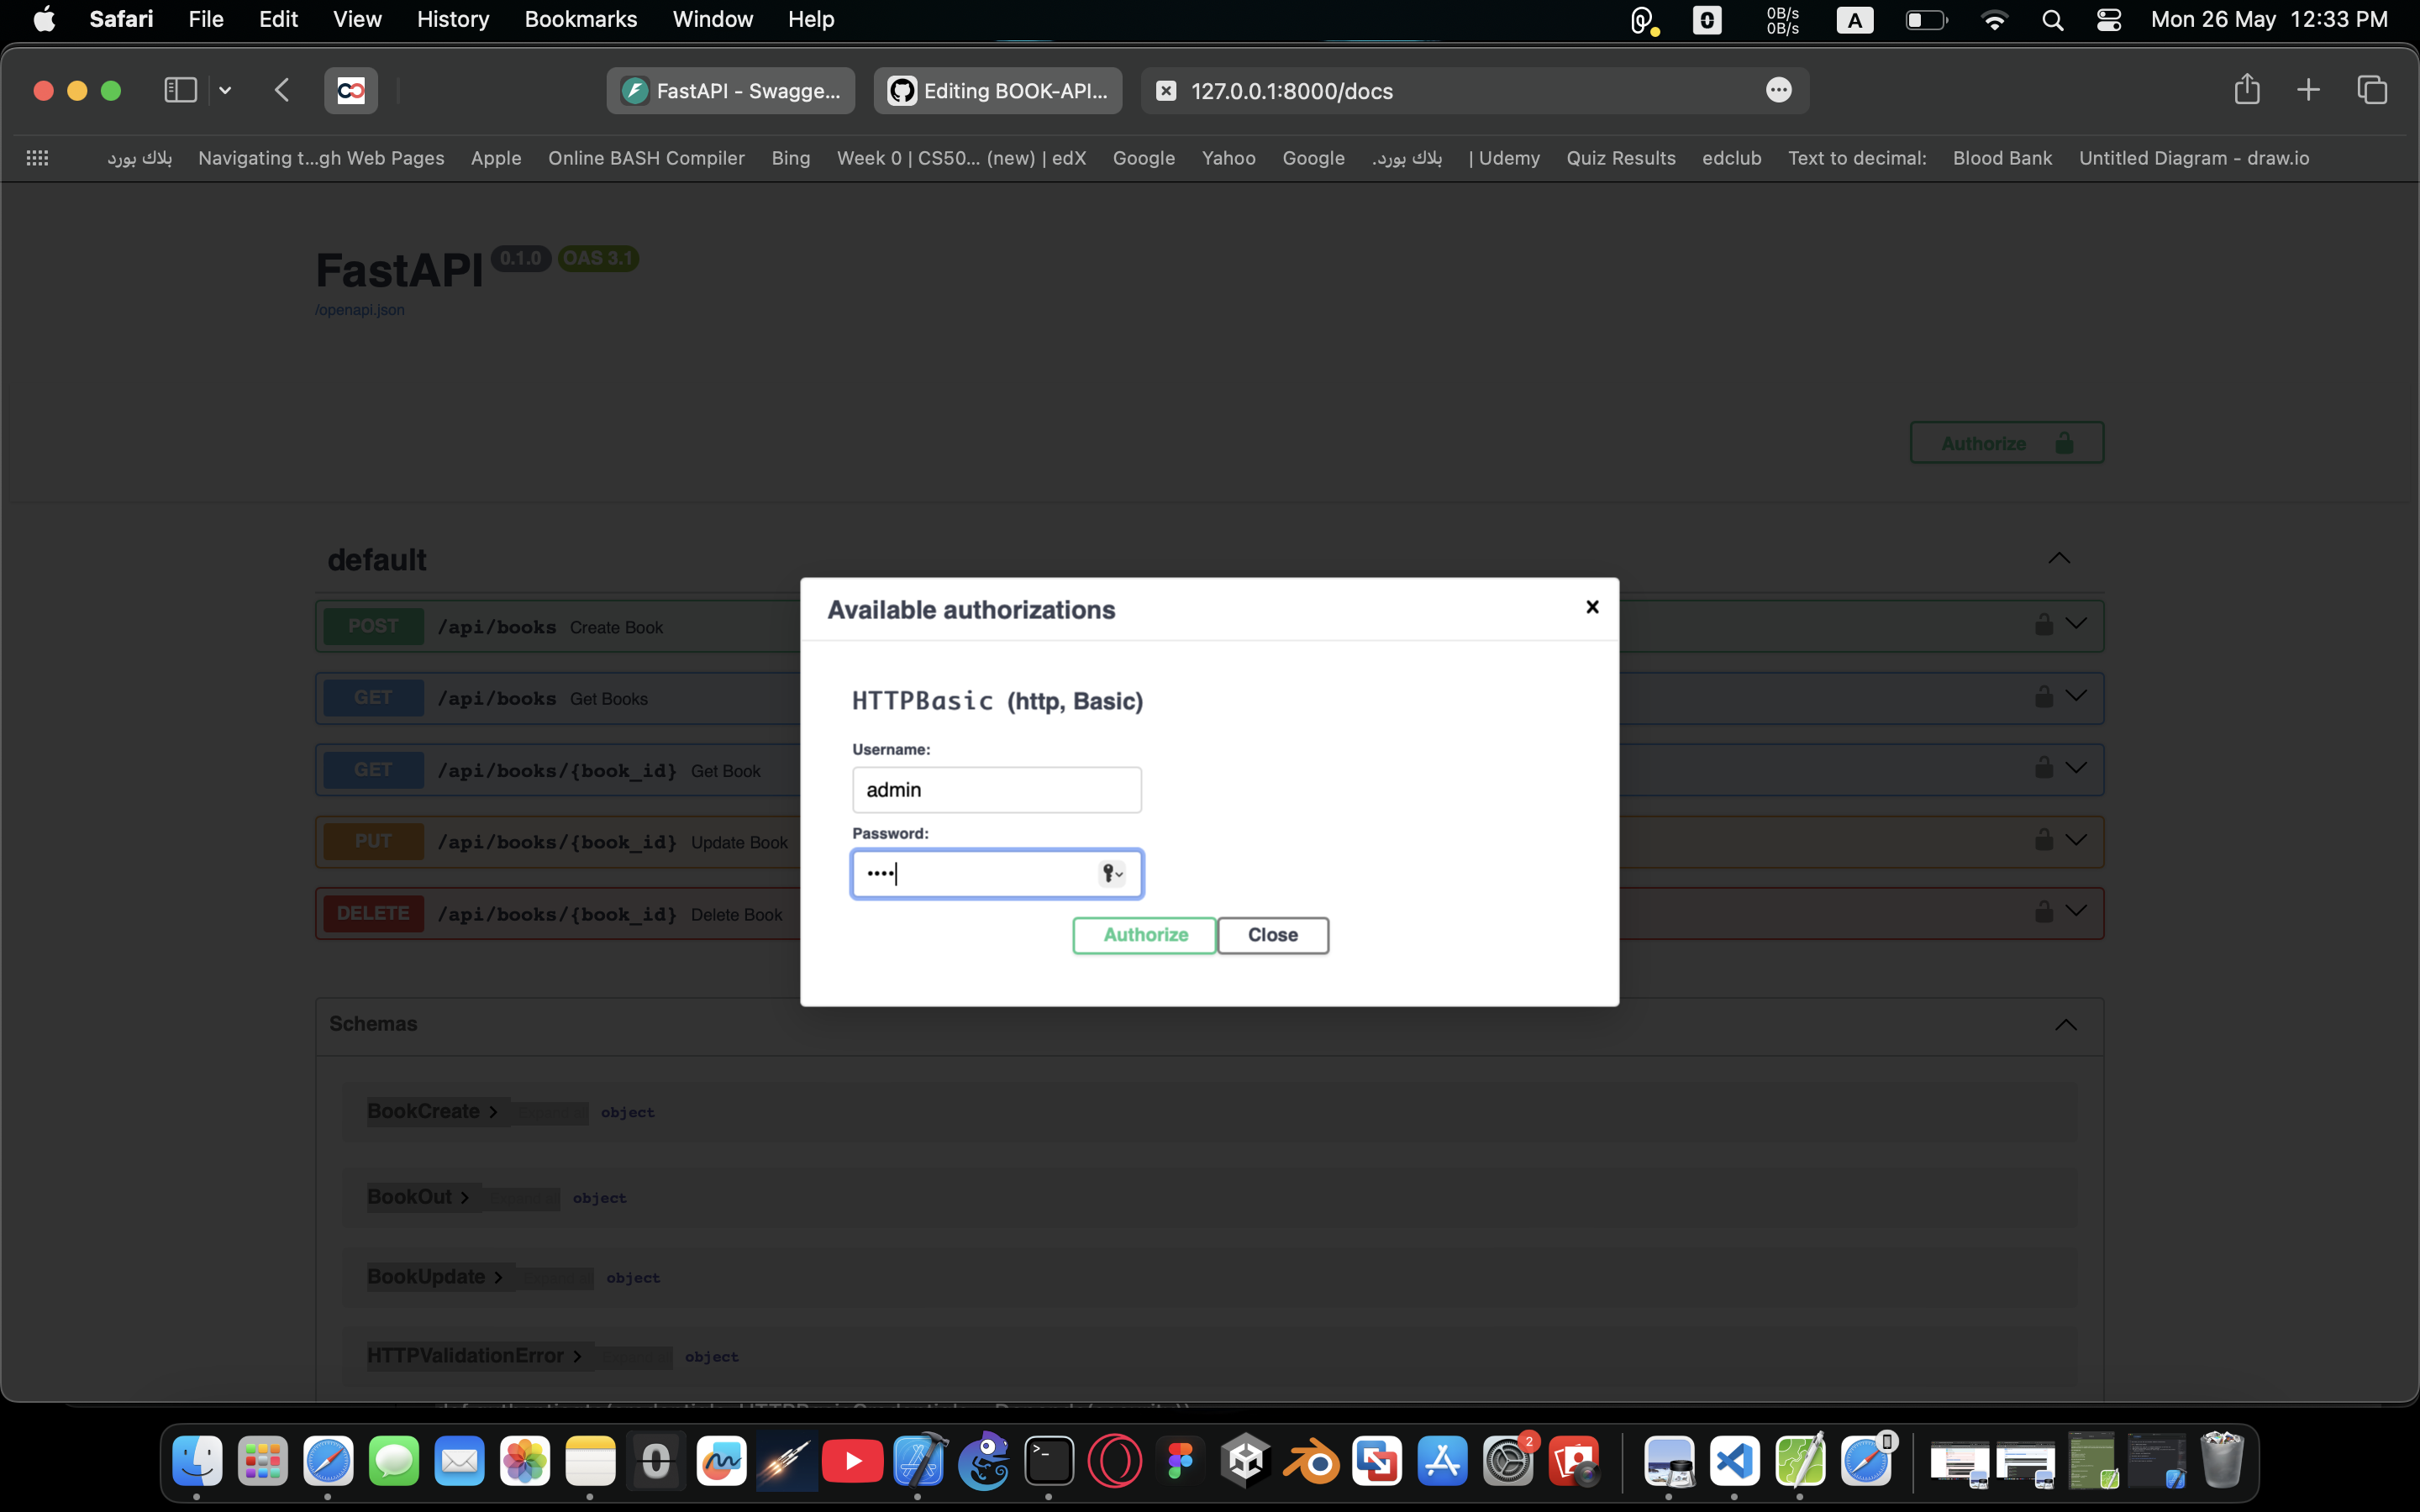 Safari File Edit View History Bookmarks Window Help 0B/s 0B/s A Mon 26 May 12:33 PM
FastAPI - Swagge... Editing BOOK-API... 127.0.0.1:8000/docs
بلاك بورد Navigating t...gh Web Pages Apple Online BASH Compiler Bing Week 0 | CS50... (new) | edX Google Yahoo Google بلاك بورد. | Udemy Quiz Results edclub Text to decimal: Blood Bank Untitled Diagram - draw.io
FastAPI 0.1.0 OAS 3.1
/openapi.json
Authorize
default
Available authorizations
POST /api/books Create Book
GET /api/books Get Books
HTTPBasic (http, Basic)
Username:
GET /api/books/{book_id} Get Book
admin
Password:
PUT /api/books/{book_id} Update Book
••••
DELETE /api/books/{book_id} Delete Book
Authorize Close
Schemas
BookCreate object
BookOut object
BookUpdate object
HTTPValidationError object
2